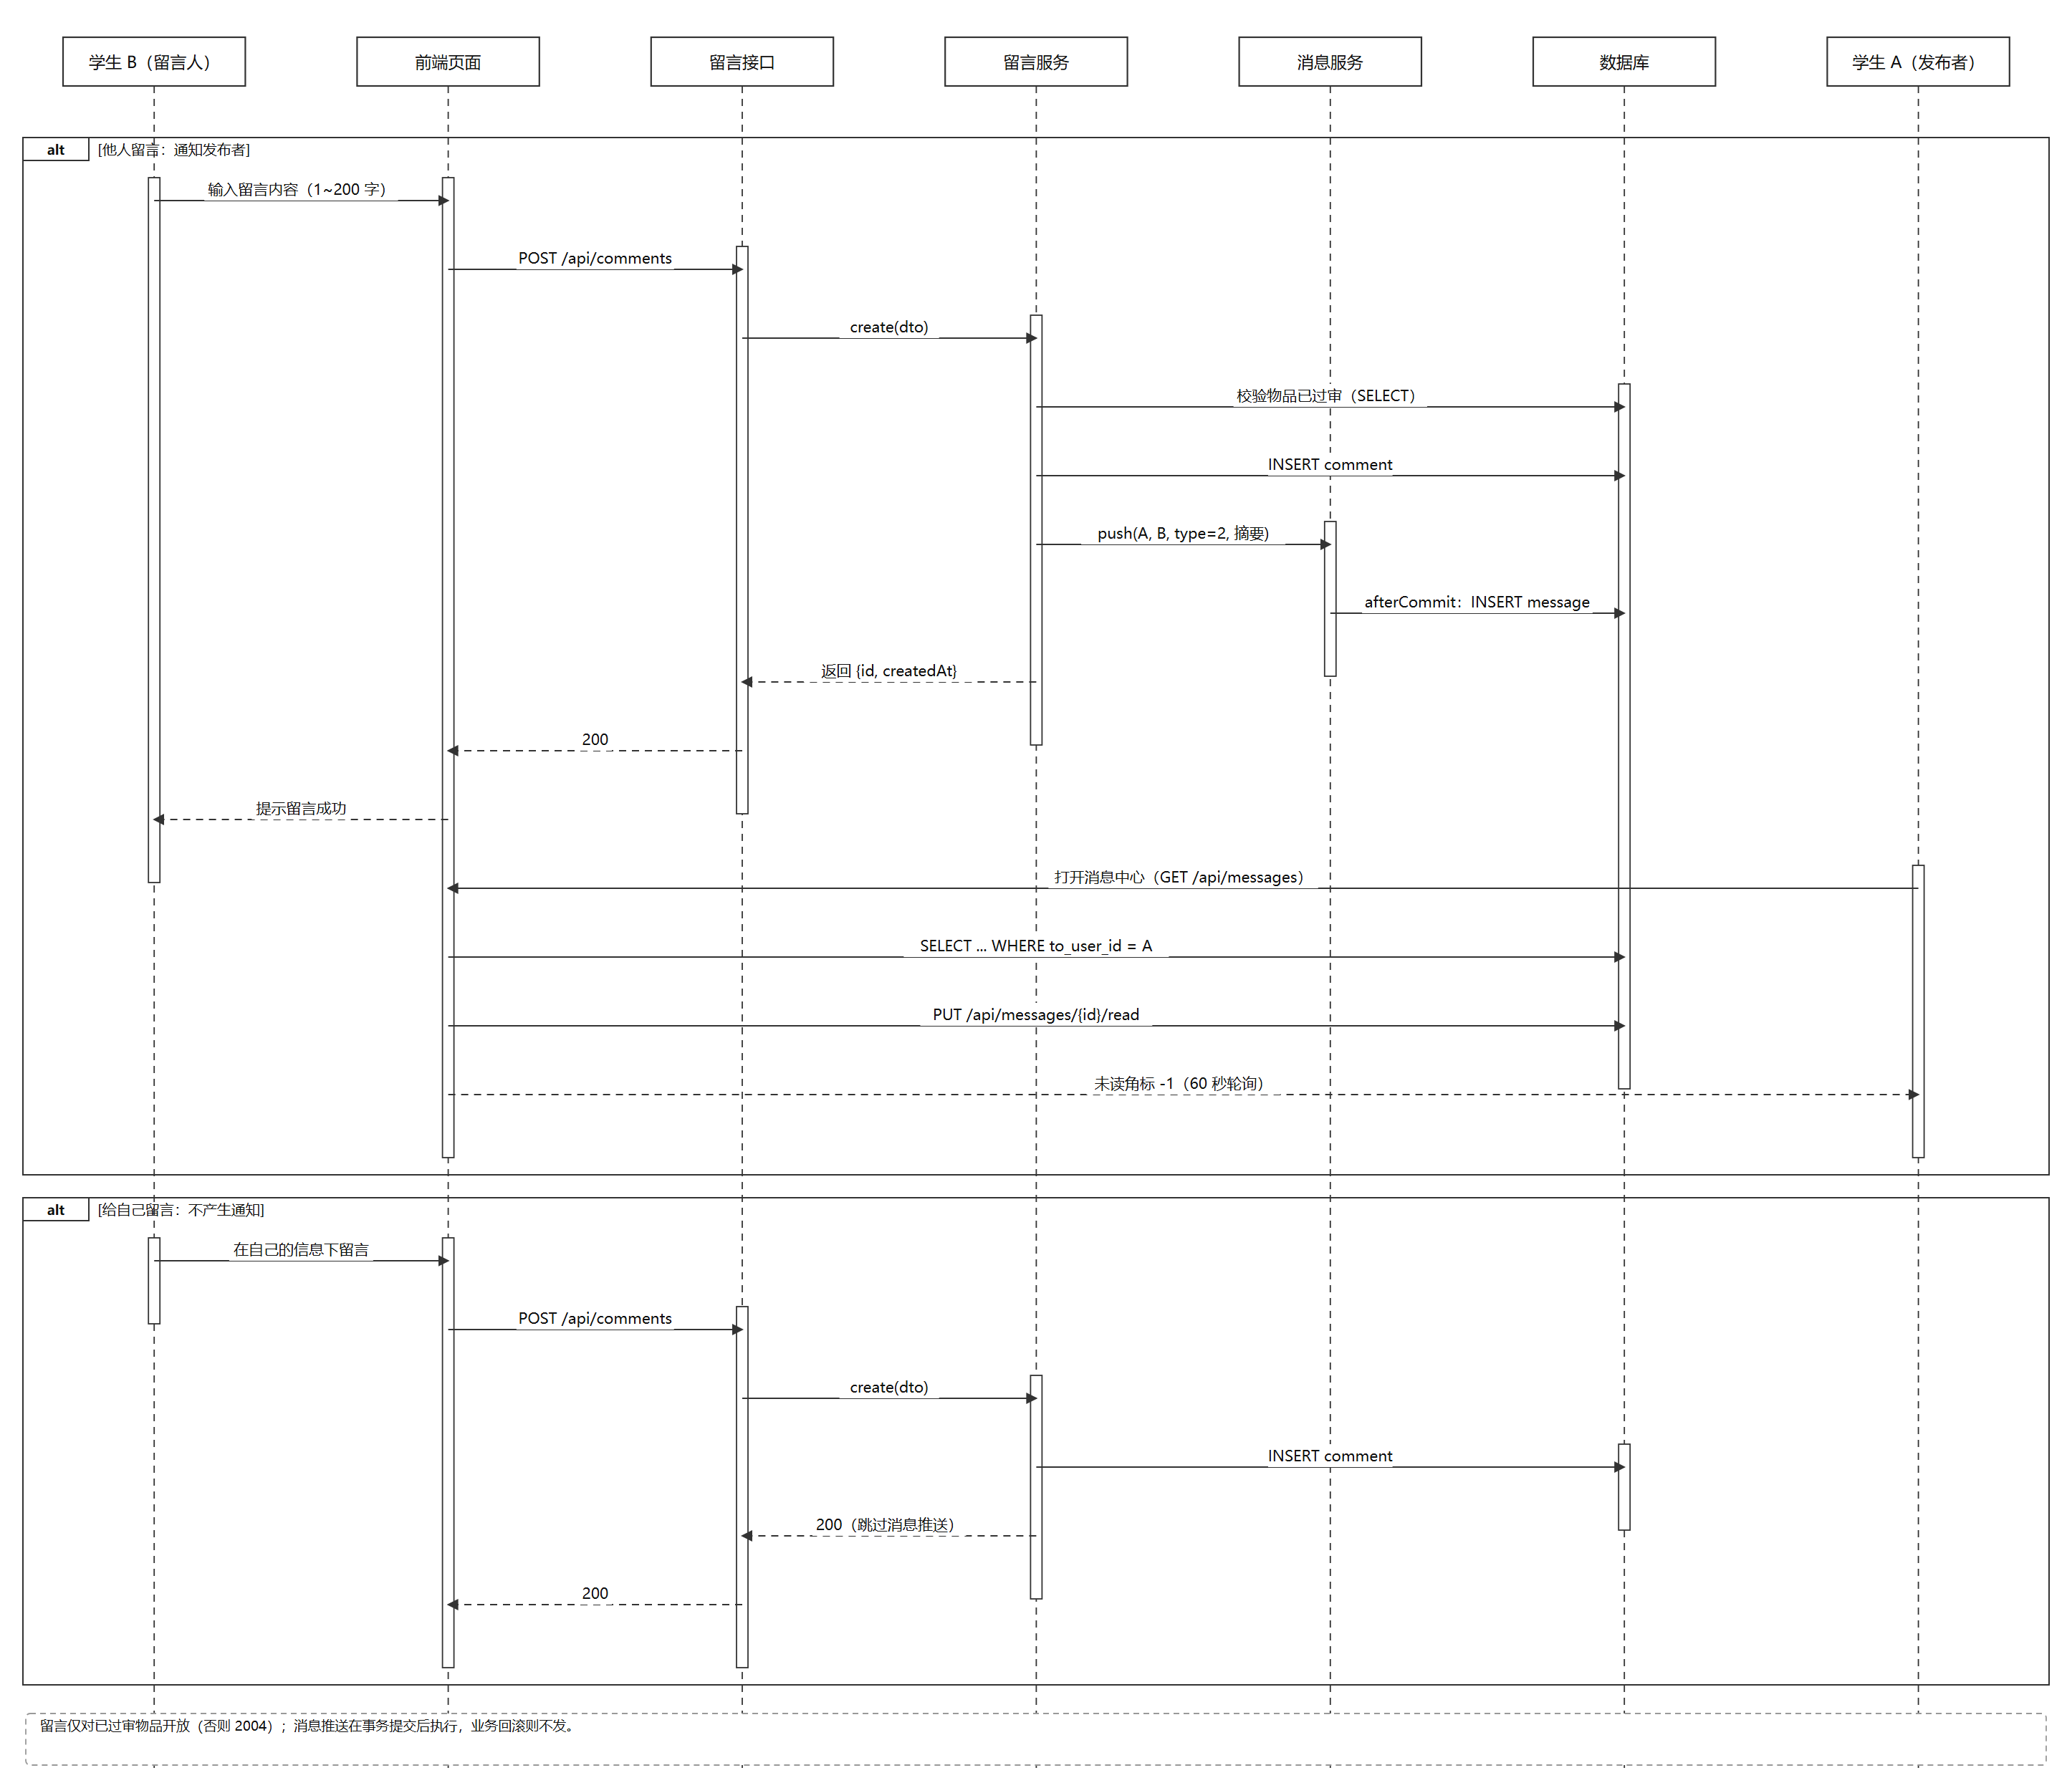 学生 B（留言人）
前端页面
留言接口
留言服务
消息服务
数据库
学生 A（发布者）
alt [他人留言：通知发布者]
输入留言内容（1~200 字）
POST /api/comments
create(dto)
校验物品已过审（SELECT）
INSERT comment
push(A, B, type=2, 摘要)
afterCommit：INSERT message
返回 {id, createdAt}
200
提示留言成功
打开消息中心（GET /api/messages）
SELECT ... WHERE to_user_id = A
PUT /api/messages/{id}/read
未读角标 -1（60 秒轮询）
alt [给自己留言：不产生通知]
在自己的信息下留言
POST /api/comments
create(dto)
INSERT comment
200（跳过消息推送）
200
留言仅对已过审物品开放（否则 2004）；消息推送在事务提交后执行，业务回滚则不发。